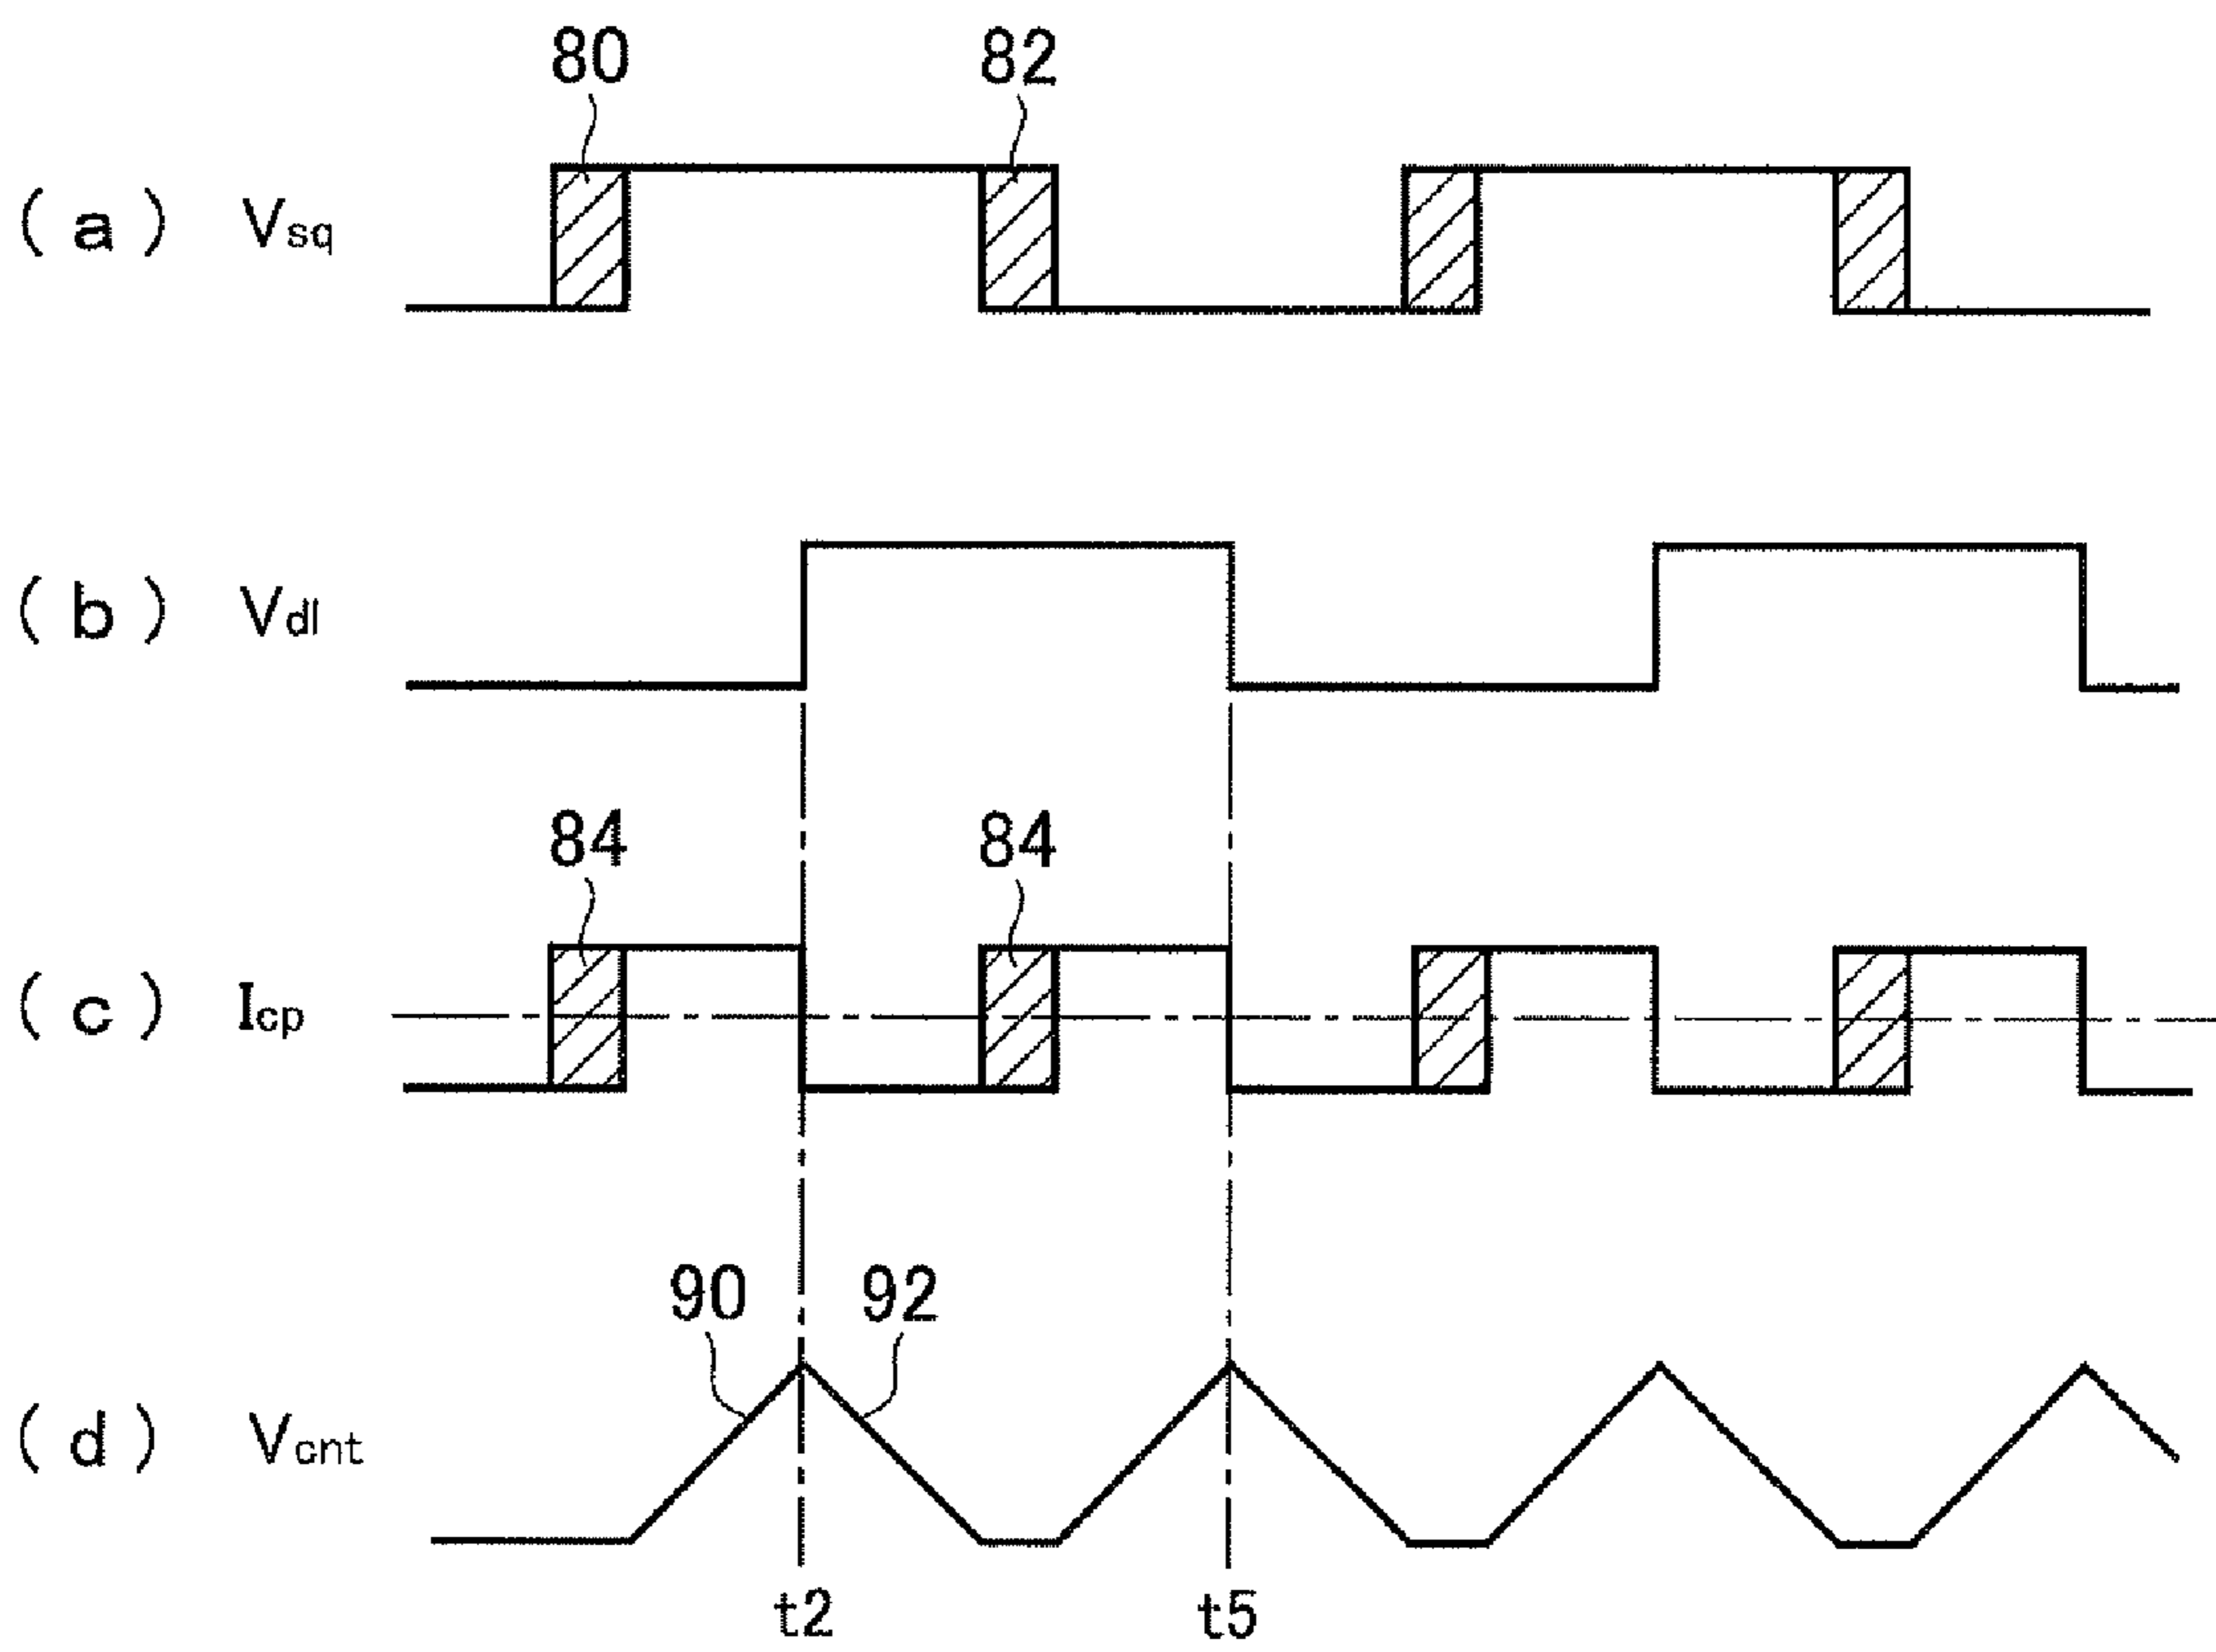 80 82
( a ) Vsq
( b ) Vdl
84 84
( c ) Icp
90 92
( d ) Vcnt
t2 t5